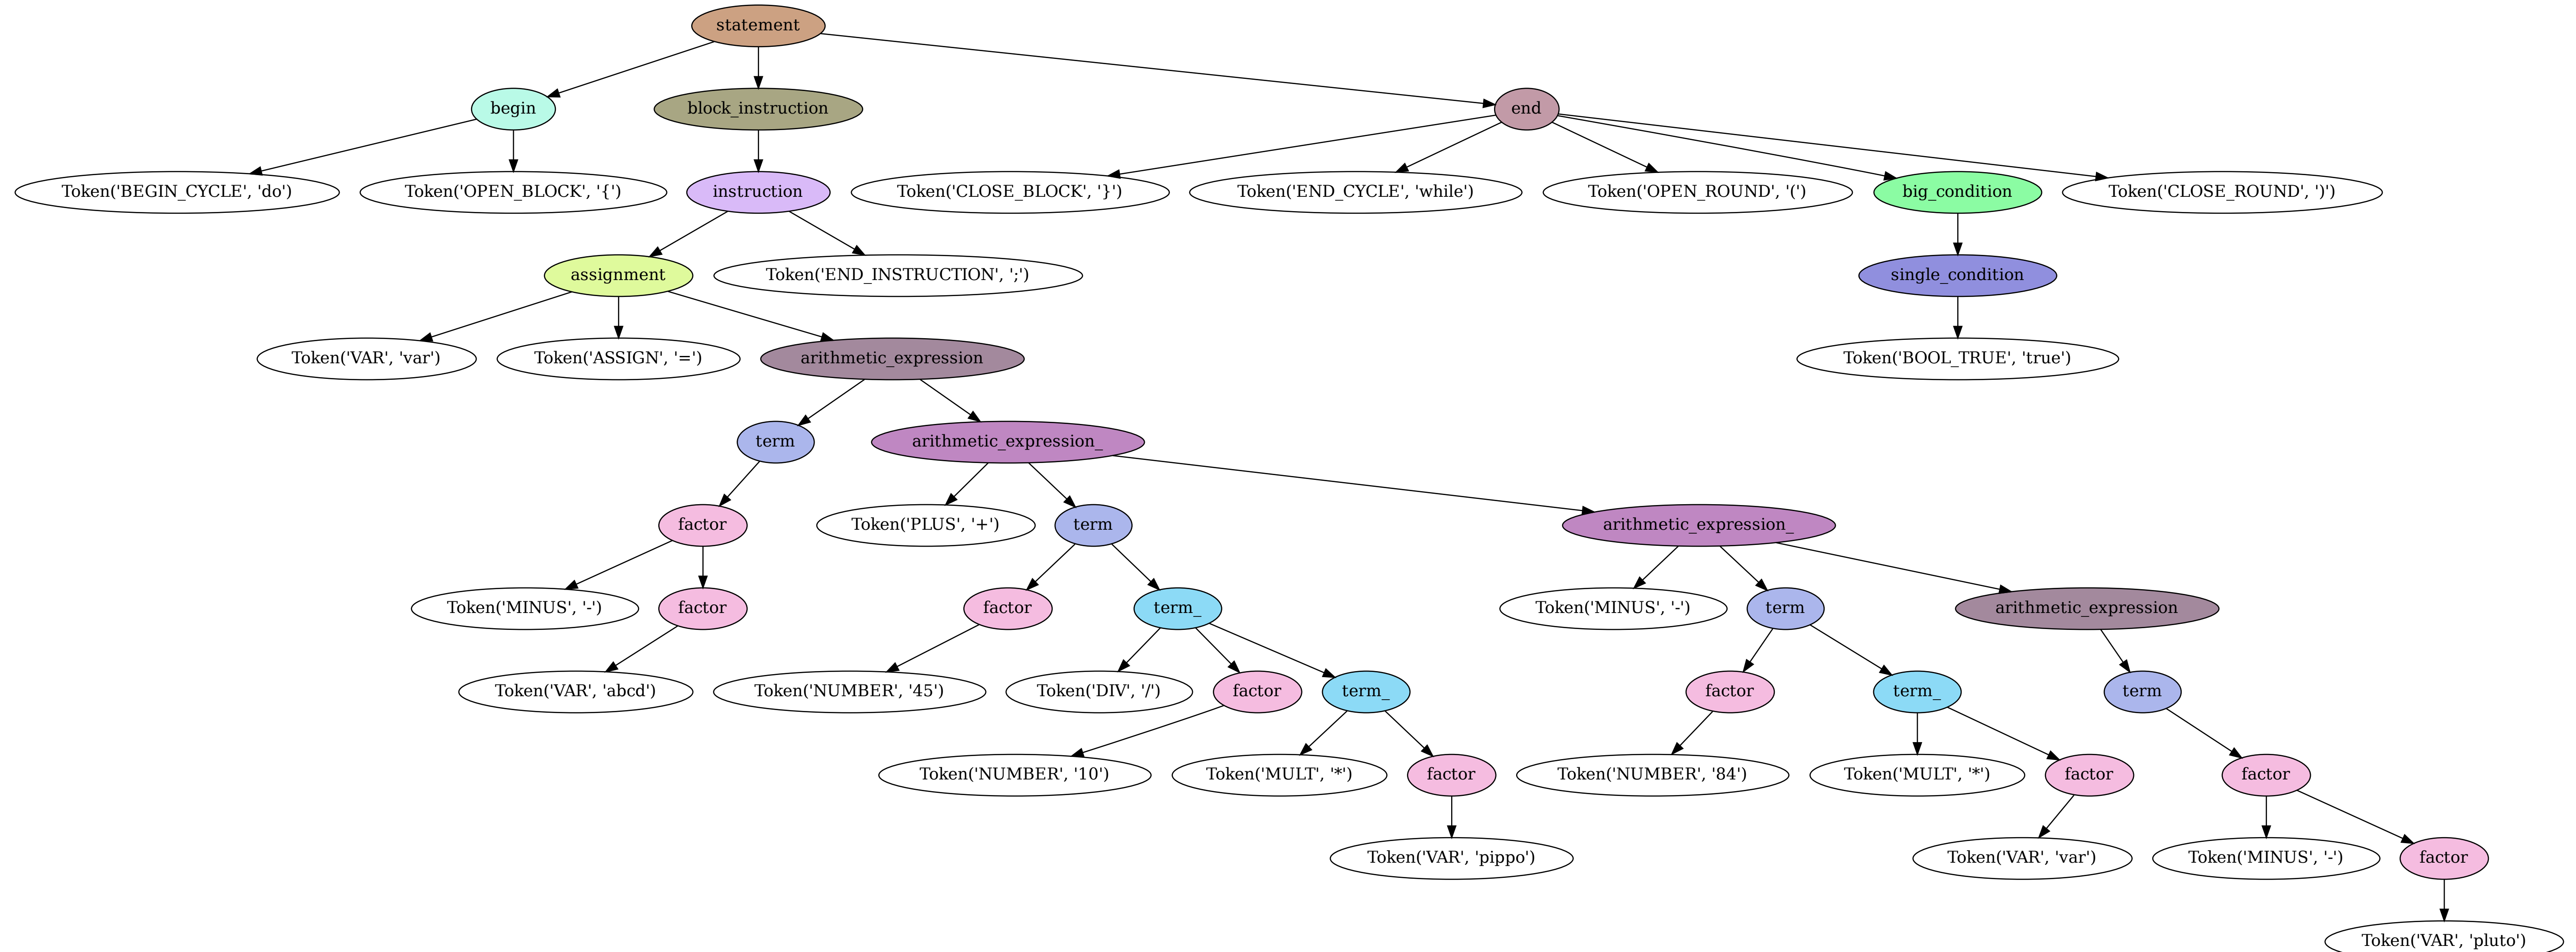 statement
begin
block_instruction
end
Token('BEGIN_CYCLE', 'do')
Token('OPEN_BLOCK', '{')
instruction
Token('CLOSE_BLOCK', '}')
Token('END_CYCLE', 'while')
Token('OPEN_ROUND', '(')
big_condition
Token('CLOSE_ROUND', ')')
assignment
Token('END_INSTRUCTION', ';')
single_condition
Token('VAR', 'var')
Token('ASSIGN', '=')
arithmetic_expression
Token('BOOL_TRUE', 'true')
term
arithmetic_expression_
factor
Token('PLUS', '+')
term
arithmetic_expression_
Token('MINUS', '-')
factor
factor
term_
Token('MINUS', '-')
term
arithmetic_expression
Token('VAR', 'abcd')
Token('NUMBER', '45')
Token('DIV', '/')
factor
term_
factor
term_
term
Token('NUMBER', '10')
Token('MULT', '*')
factor
Token('NUMBER', '84')
Token('MULT', '*')
factor
factor
Token('VAR', 'pippo')
Token('VAR', 'var')
Token('MINUS', '-')
factor
Token('VAR', 'pluto')